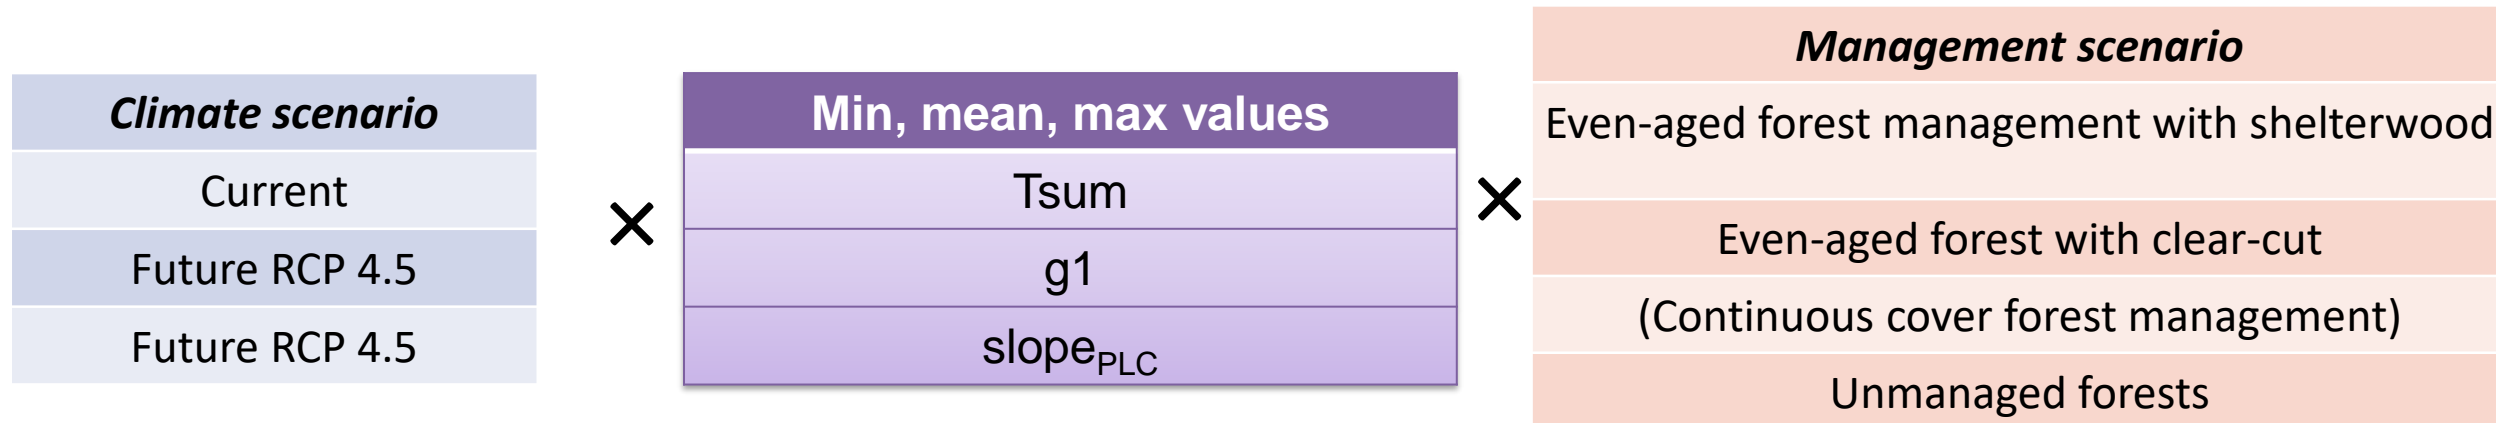 Climate scenario
Current
Future RCP 4.5
Future RCP 4.5
×
Min, mean, max values
Tsum
g1
slopePLC
×
Management scenario
Even-aged forest management with shelterwood
Even-aged forest with clear-cut
(Continuous cover forest management)
Unmanaged forests